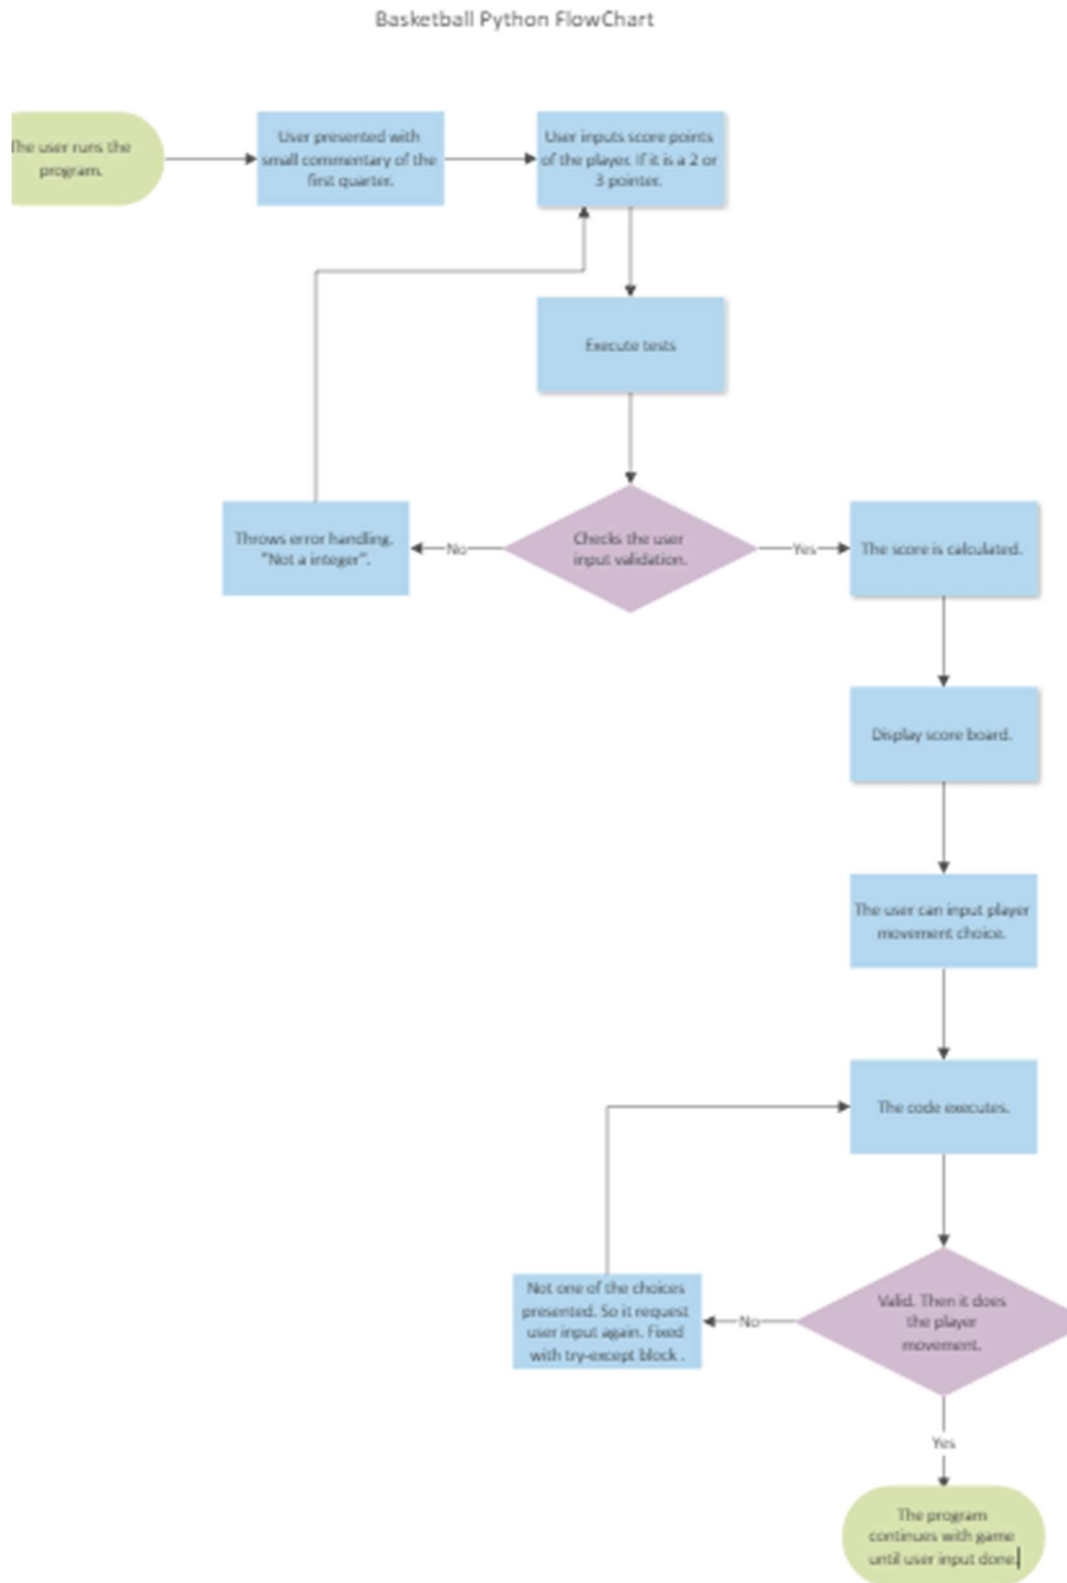 Basketball Python FlowChart
The user runs the
program.
User presented with
small commentary of the
first quarter.
User inputs score points
of the player. If it is a 2 or
3 pointer.
Execute tests
Throws error handling.
"Not a integer".
No
Checks the user
input validation.
Yes
The score is calculated.
Display score board.
The user can input player
movement choice.
The code executes.
Not one of the choices
presented. So it request
user input again. Fixed
with try-except block .
No
Valid. Then it does
the player
movement.
Yes
The program
continues with game
until user input done.